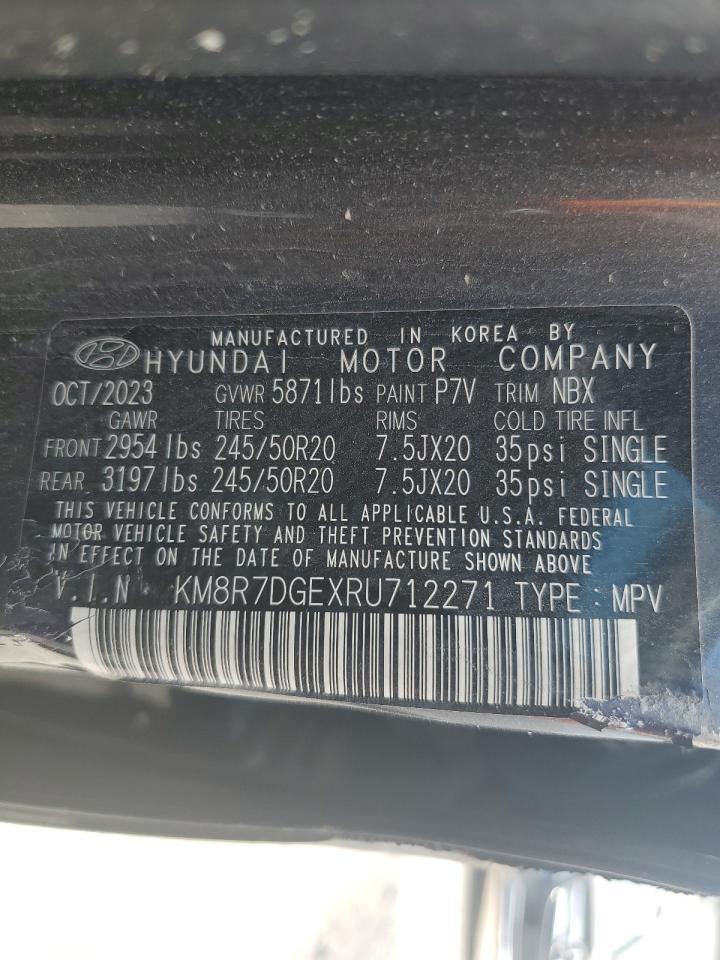 MANUFACTURED IN KOREA BY
HYUNDAI MOTOR COMPANY
OCT/2023 GVWR 5871lbs PAINT P7V TRIM NBX
GAWR TIRES RIMS COLD TIRE INFL
FRONT 2954lbs 245/50R20 7.5JX20 35psi SINGLE
REAR 3197lbs 245/50R20 7.5JX20 35psi SINGLE
THIS VEHICLE CONFORMS TO ALL APPLICABLE U.S.A. FEDERAL
MOTOR VEHICLE SAFETY AND THEFT PREVENTION STANDARDS
IN EFFECT ON THE DATE OF MANUFACTURE SHOWN ABOVE
V.I.N KM8R7DGEXRU712271 TYPE : MPV